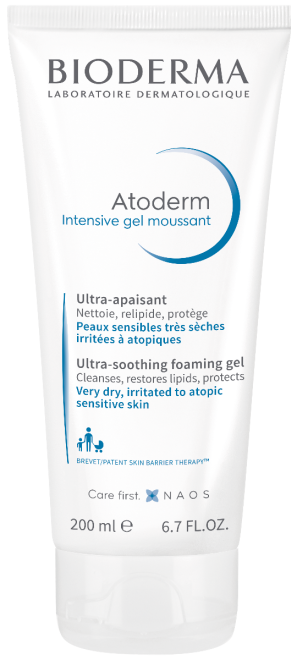 BIODERMA
LABORATOIRE DERMATOLOGIQUE
Atoderm
Intensive gel moussant
Ultra-apaisant
Nettoie, relipide, protège
Peaux sensibles très sèches
irritées à atopiques
Ultra-soothing foaming gel
Cleanses, restores lipids, protects
Very dry, irritated to atopic
sensitive skin
BREVET/PATENT SKIN BARRIER THERAPY™
Care first. NAOS
200 ml ℮ 6.7 FL.OZ.